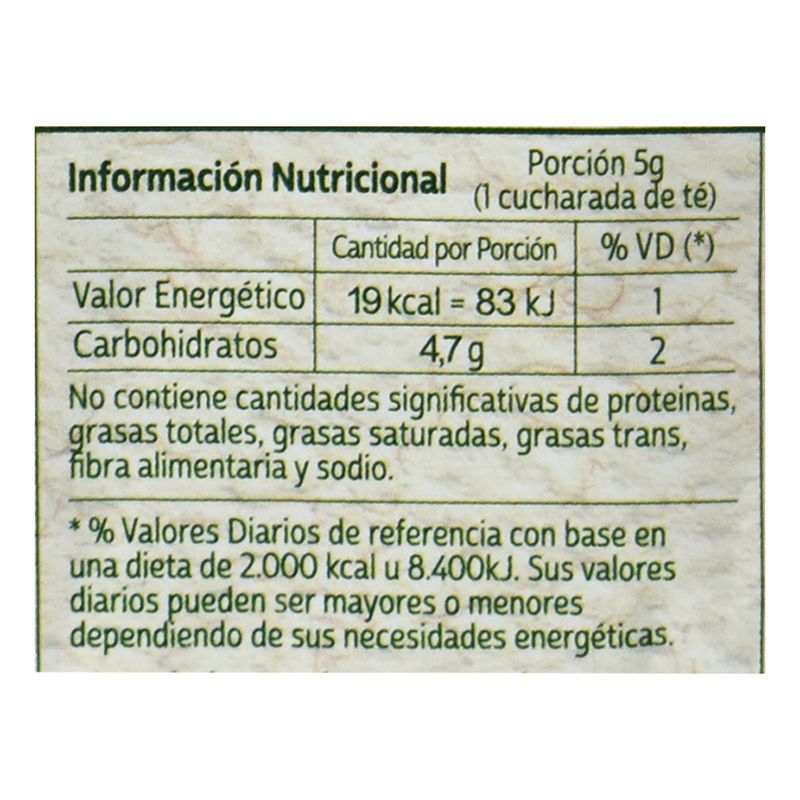 Información Nutricional
Porción 5g
(1 cucharada de té)
Cantidad por Porción % VD (*)
Valor Energético 19 kcal = 83 kJ 1
Carbohidratos 4,7 g 2
No contiene cantidades significativas de proteinas,
grasas totales, grasas saturadas, grasas trans,
fibra alimentaria y sodio.
* % Valores Diarios de referencia con base en
una dieta de 2.000 kcal u 8.400kJ. Sus valores
diarios pueden ser mayores o menores
dependiendo de sus necesidades energéticas.